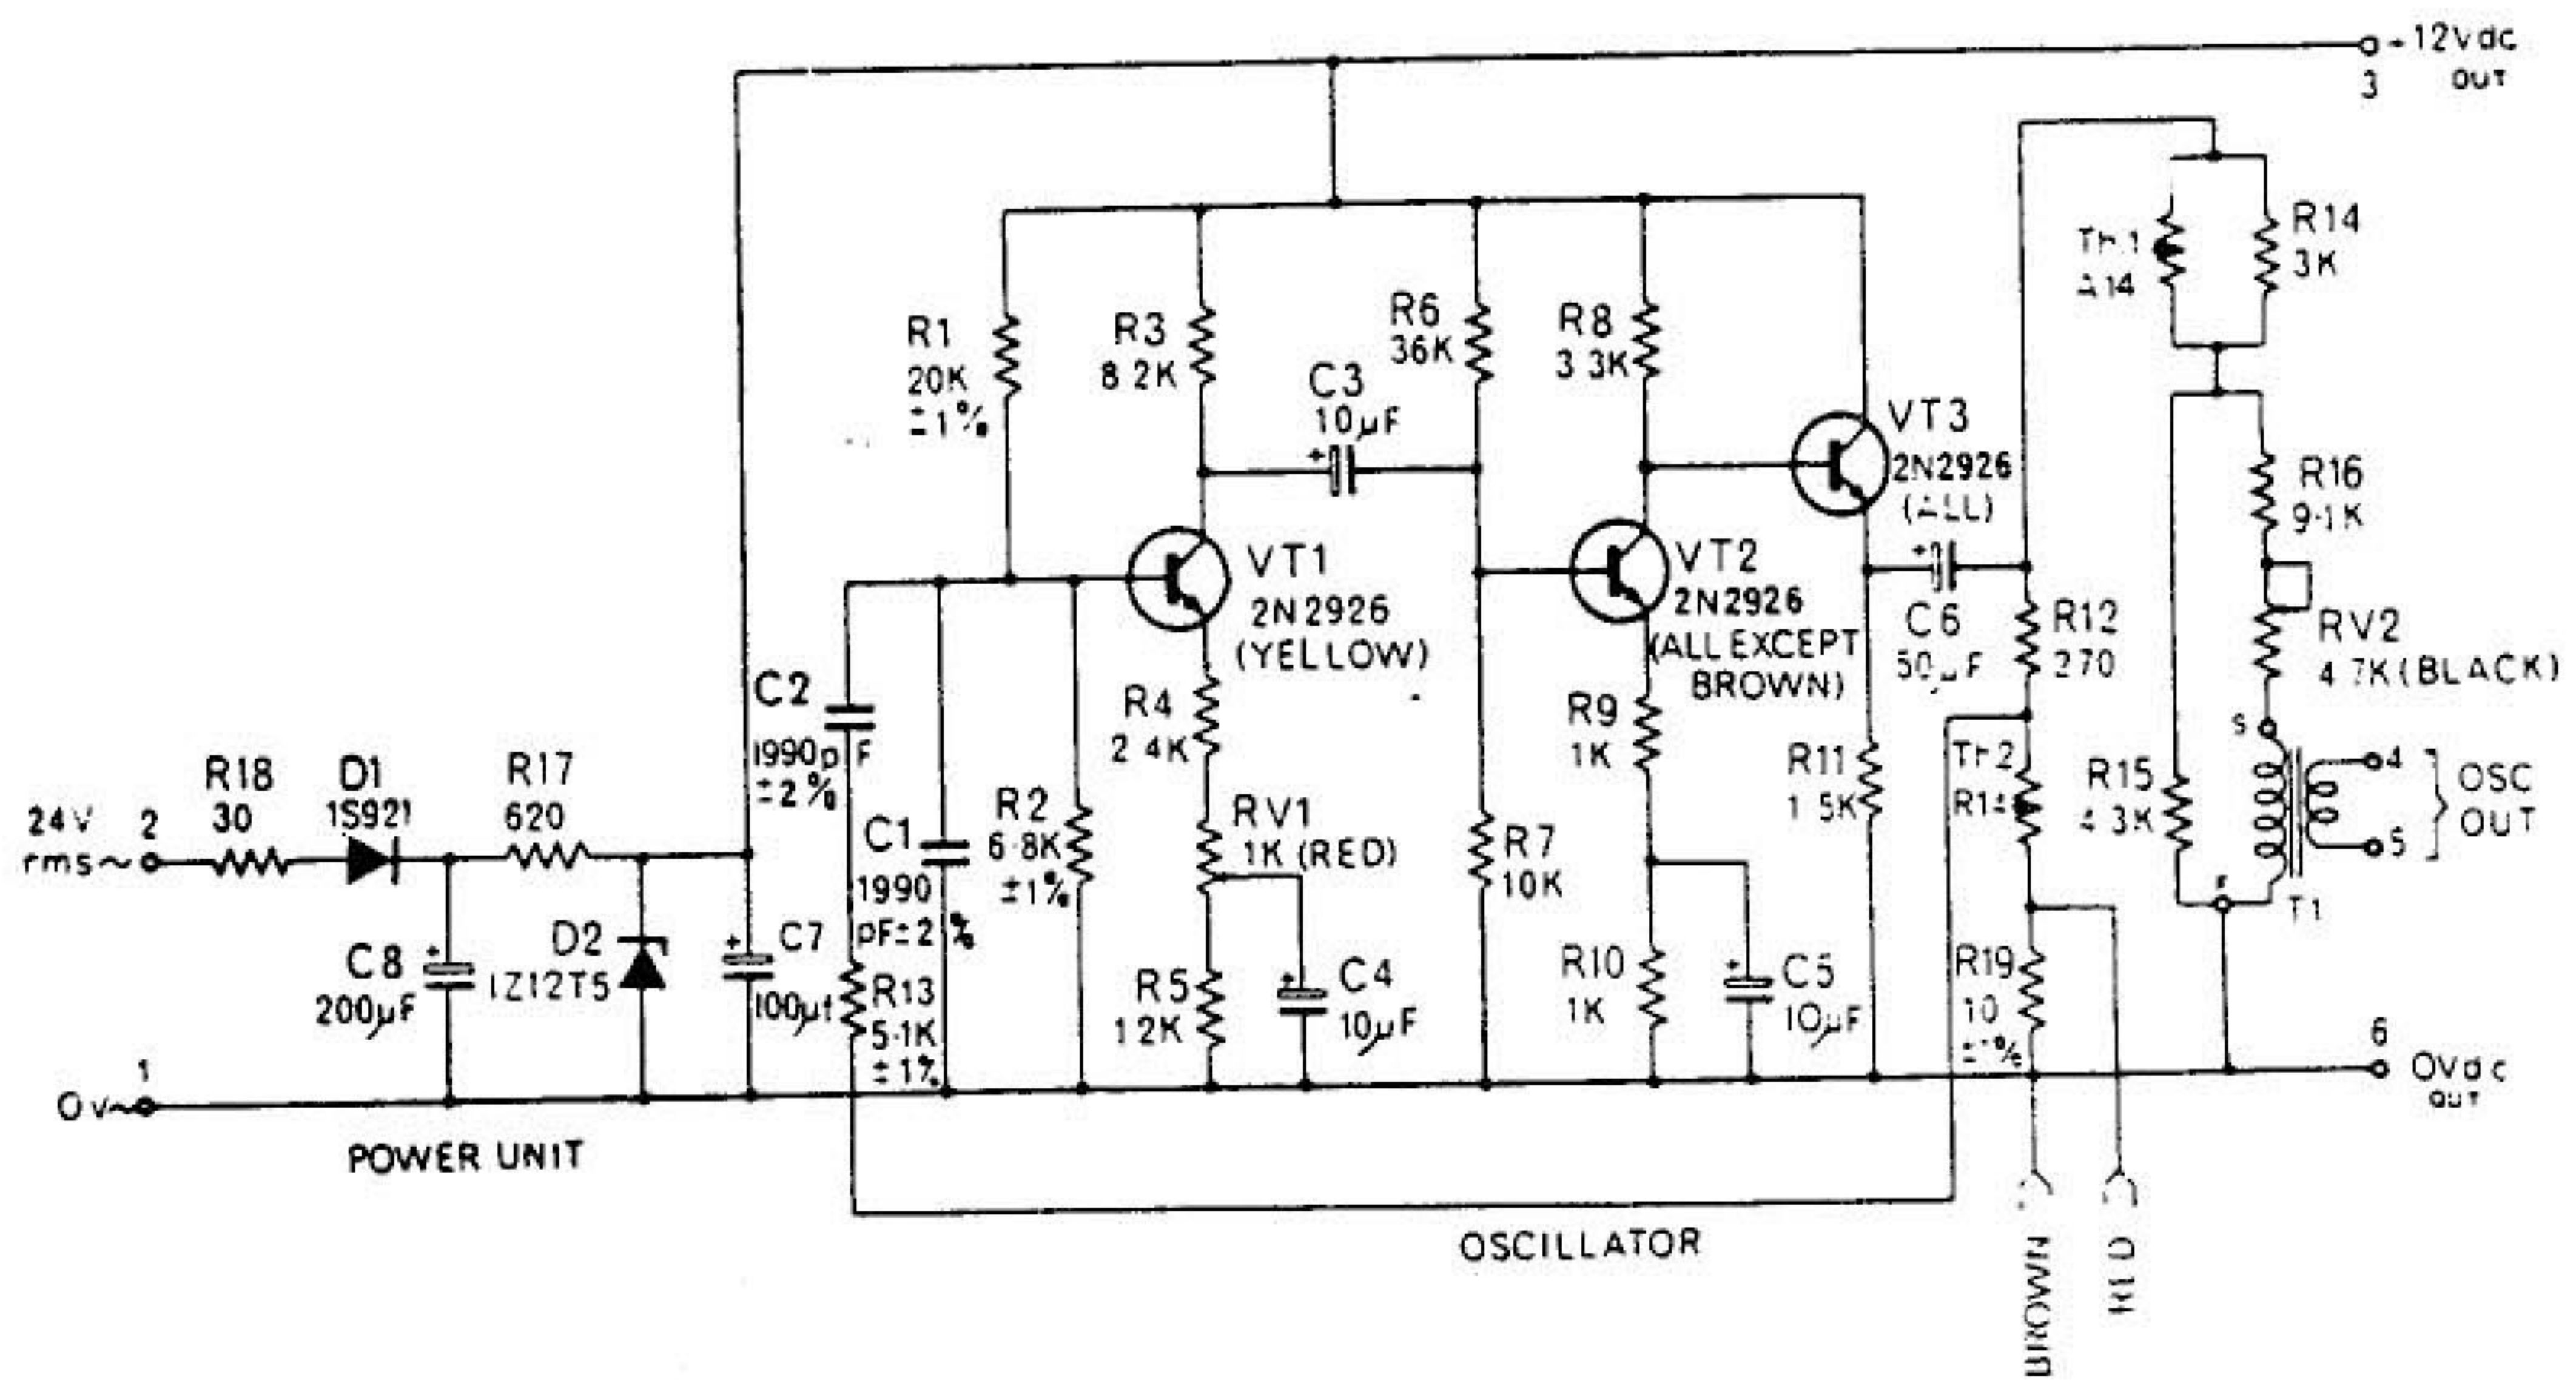 +12Vdc
3 OUT
R14
3K
Th1
A14
R1
20K
±1%
R3
8 2K
C3
10µF
R6
36K
R8
3 3K
VT3
2N2926
(ALL)
R16
9·1K
VT1
2N 2926
(YELLOW)
VT2
2N2926
(ALL EXCEPT
BROWN)
C6
50µF
R12
270
RV2
4 7K (BLACK)
C2
1990pF
±2%
R4
2 4K
R9
1K
R11
1 5K
Th2
S
R15
4 3K
4
5
OSC
OUT
F
T1
24V
rms~
2
R18
30
D1
1S921
R17
620
C1
1990
pF±2%
R2
6·8K
±1%
RV1
1K (RED)
R7
10K
C8
200µF
D2
1Z12T5
C7
100µf
R13
5·1K
±1%
R5
12K
C4
10µF
R10
1K
C5
10µF
R19
10
±1%
6
0Vdc
OUT
1
0v~
POWER UNIT
OSCILLATOR
BROWN
RED